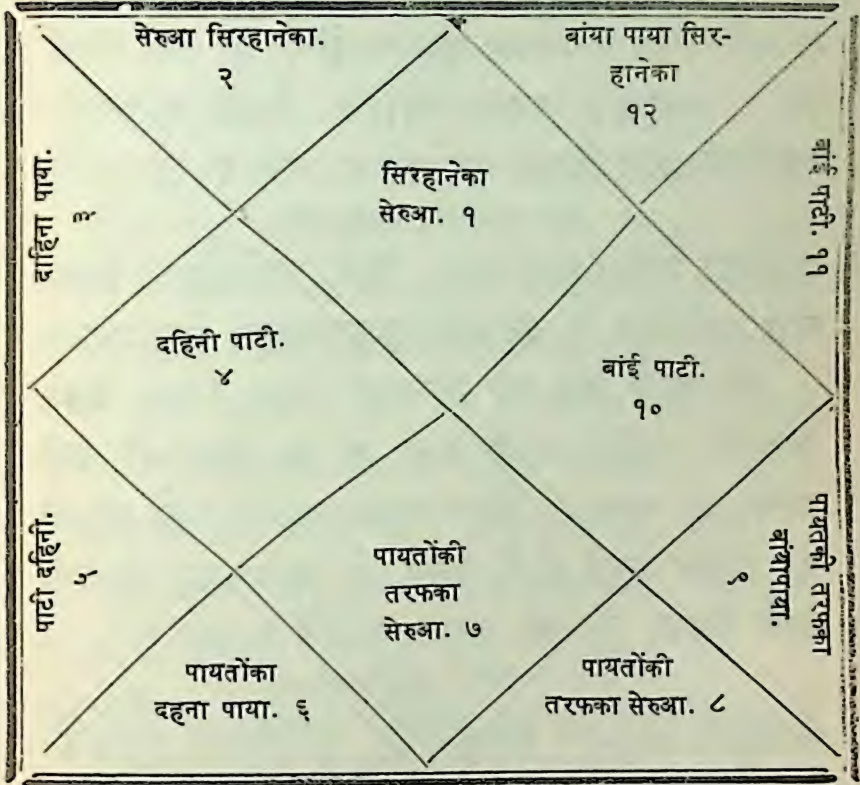 सेरुआ सिरहानेका.
२
बांया पाया सिर-
हानेका
१२
सिरहानेका
सेरुआ. १
दाहिना पाया.
३
बांई पाटी. ११
दहिनी पाटी.
४
बांई पाटी.
१०
पाटी दहिनी.
५
पायतोंकी
तरफका
सेरुआ. ७
पायतकी तरफका
बांयापाया.
९
पायतोंका
दहना पाया. ६
पायतोंकी
तरफका सेरुआ. ८